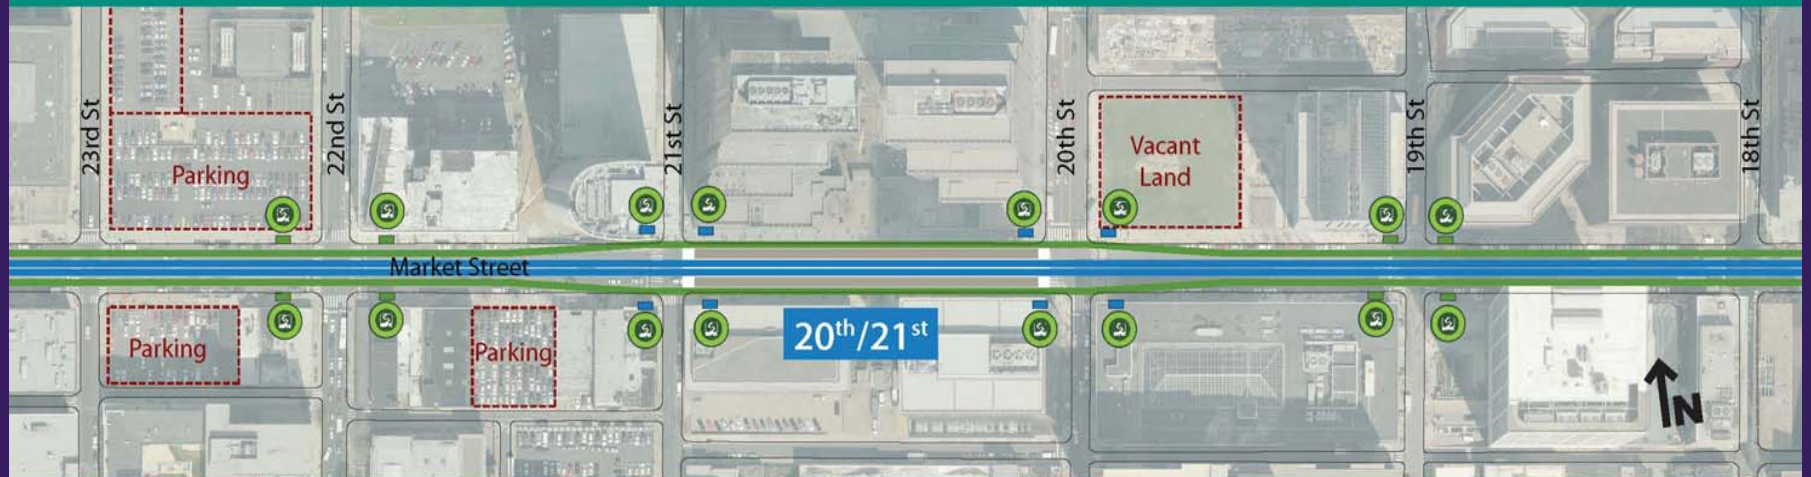 23rd St
22nd St
21st St
20th St
19th St
18th St
Parking
Vacant
Land
Market Street
Parking
Parking
20th/21st
N